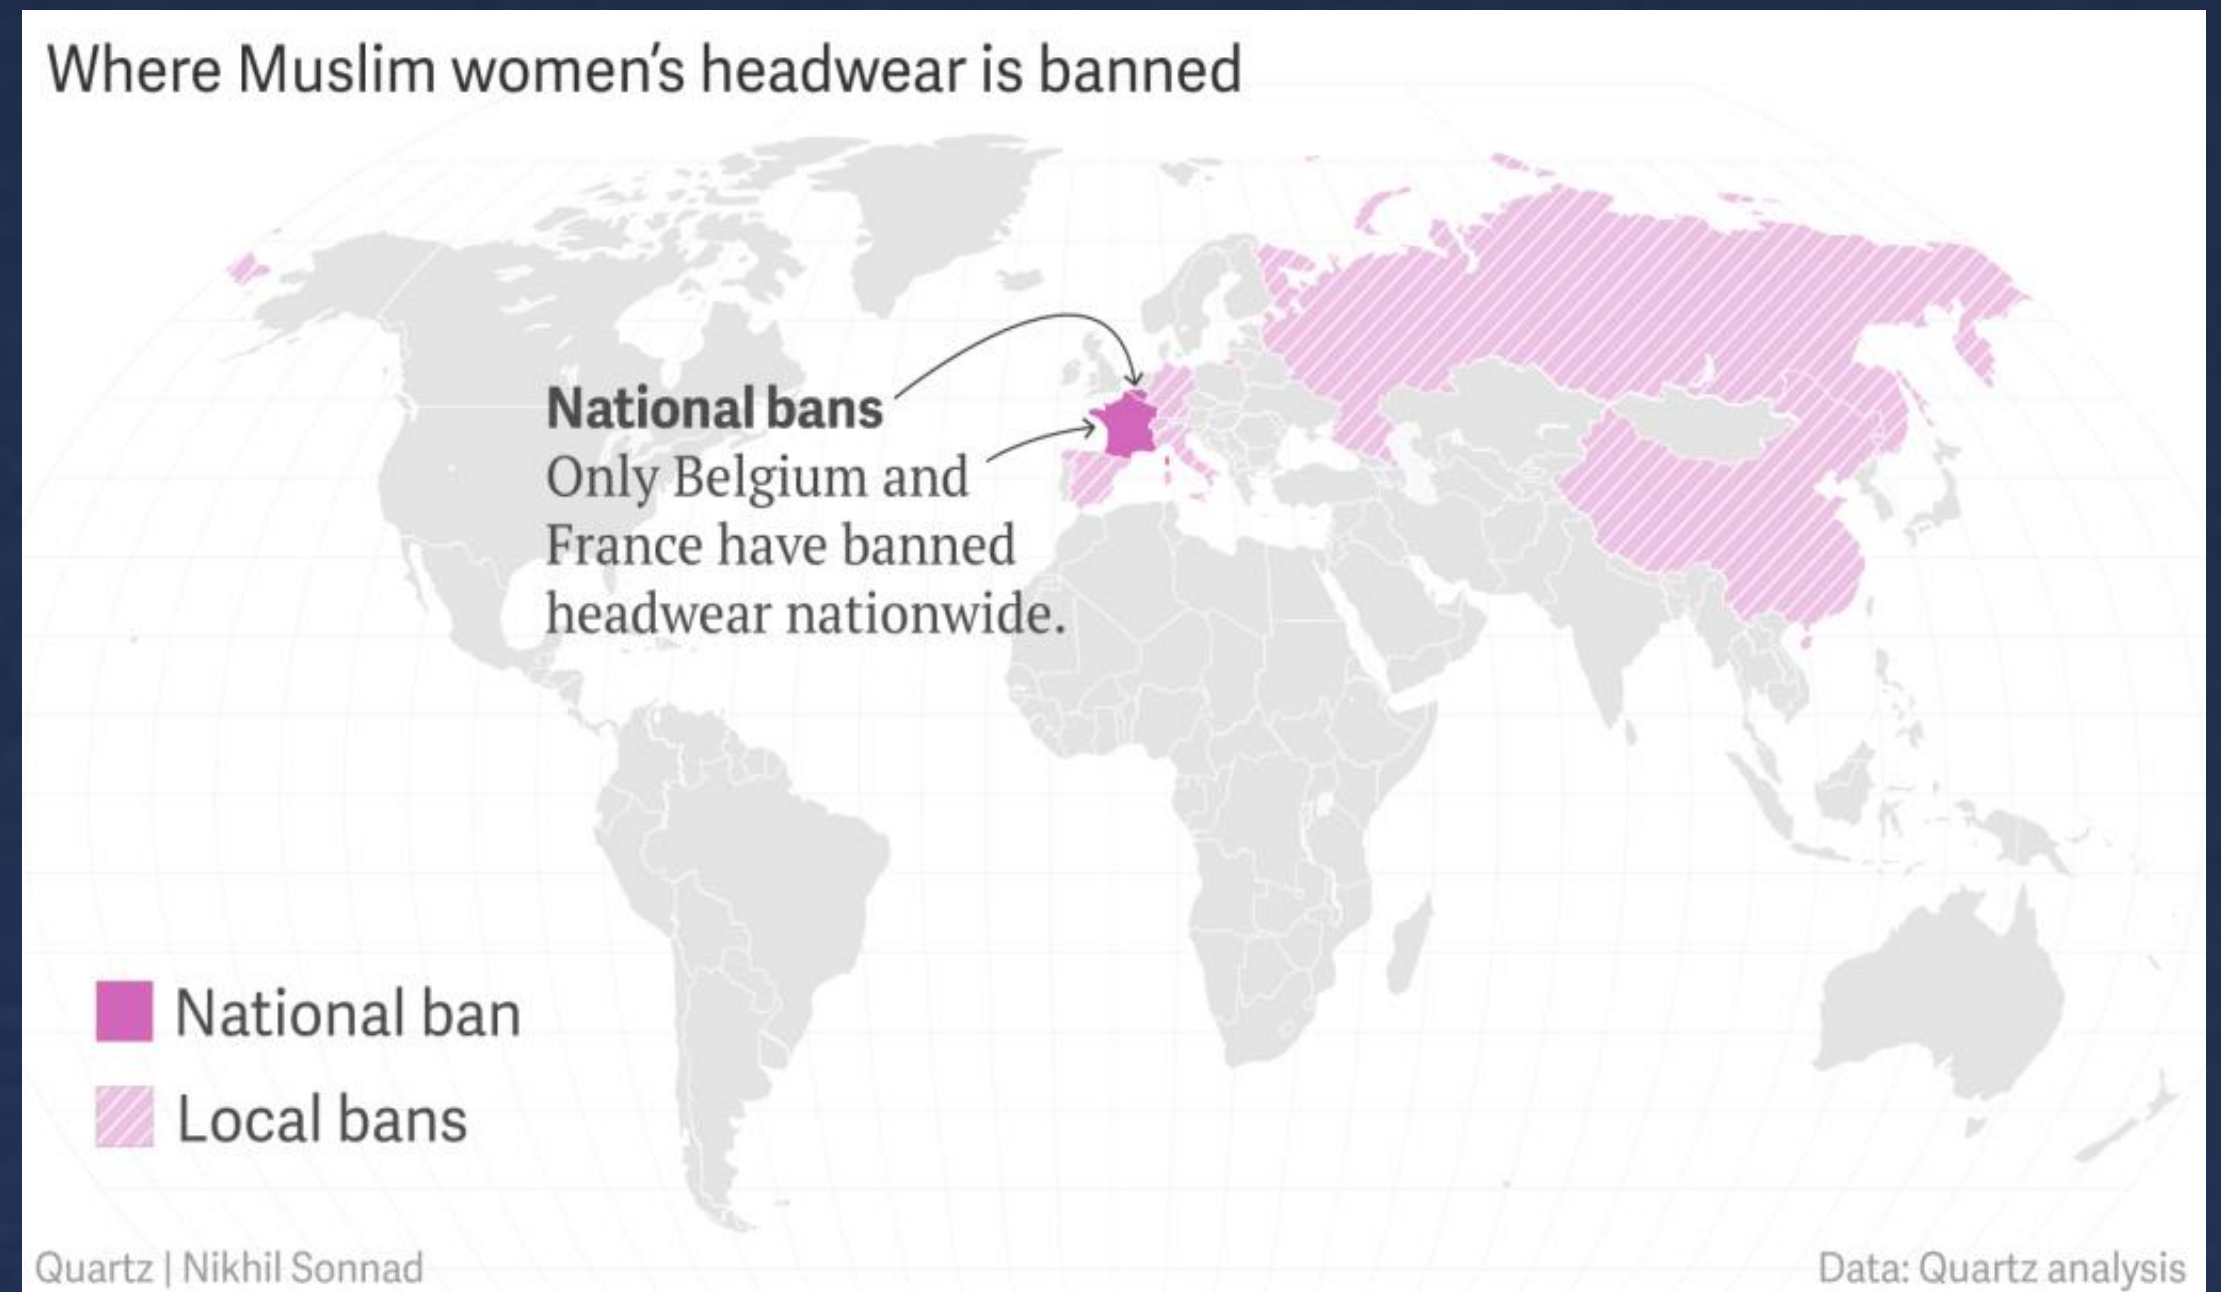 Where Muslim women's headwear is banned
National bans
Only Belgium and
France have banned
headwear nationwide.
National ban
Local bans
Quartz | Nikhil Sonnad
Data: Quartz analysis